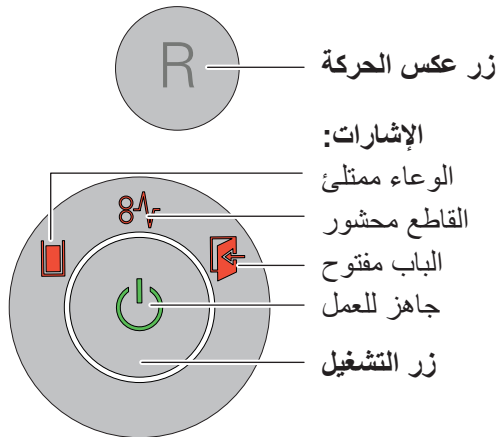 R
زر عكس الحركة
الإشارات:
الوعاء ممتلئ
القاطع محشور
الباب مفتوح
جاهز للعمل
زر التشغيل